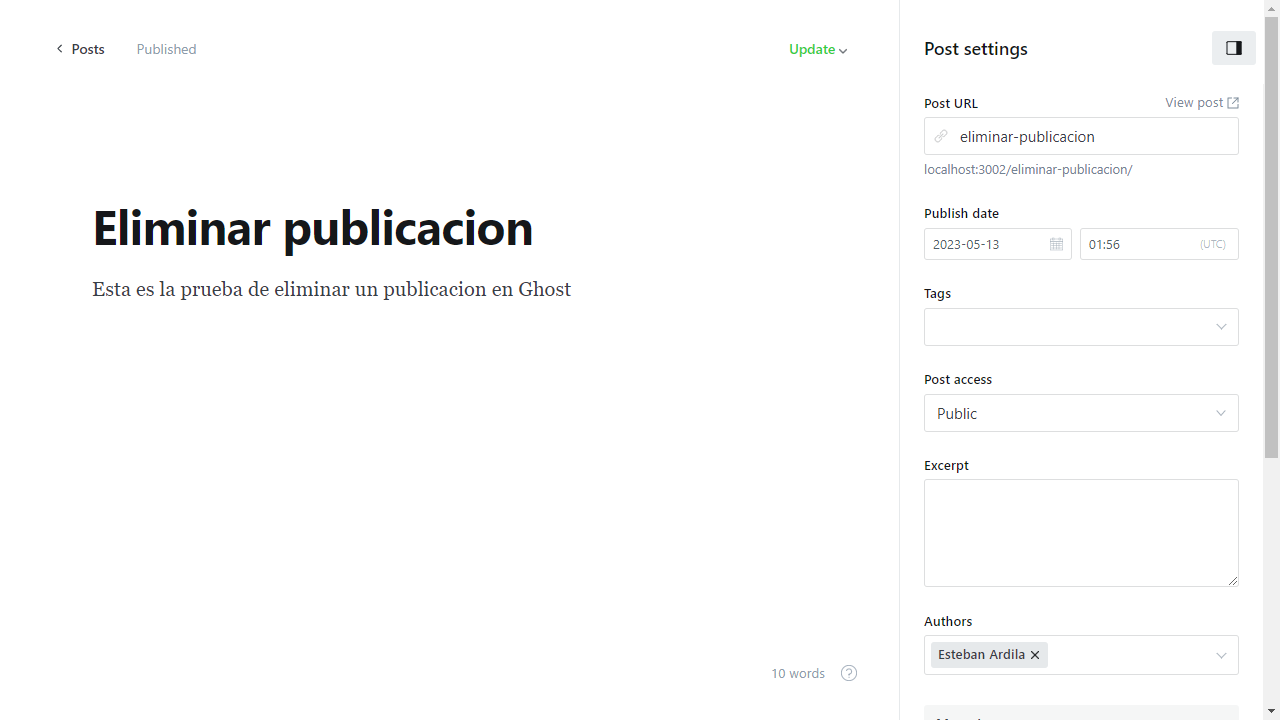 Posts
Published
Update
Eliminar publicacion
Esta es la prueba de eliminar un publicacion en Ghost
10 words
?
Post settings
Post URL
View post
eliminar-publicacion
localhost:3002/eliminar-publicacion/
Publish date
2023-05-13
01:56
(UTC)
Tags
Post access
Public
Excerpt
Authors
Esteban Ardila